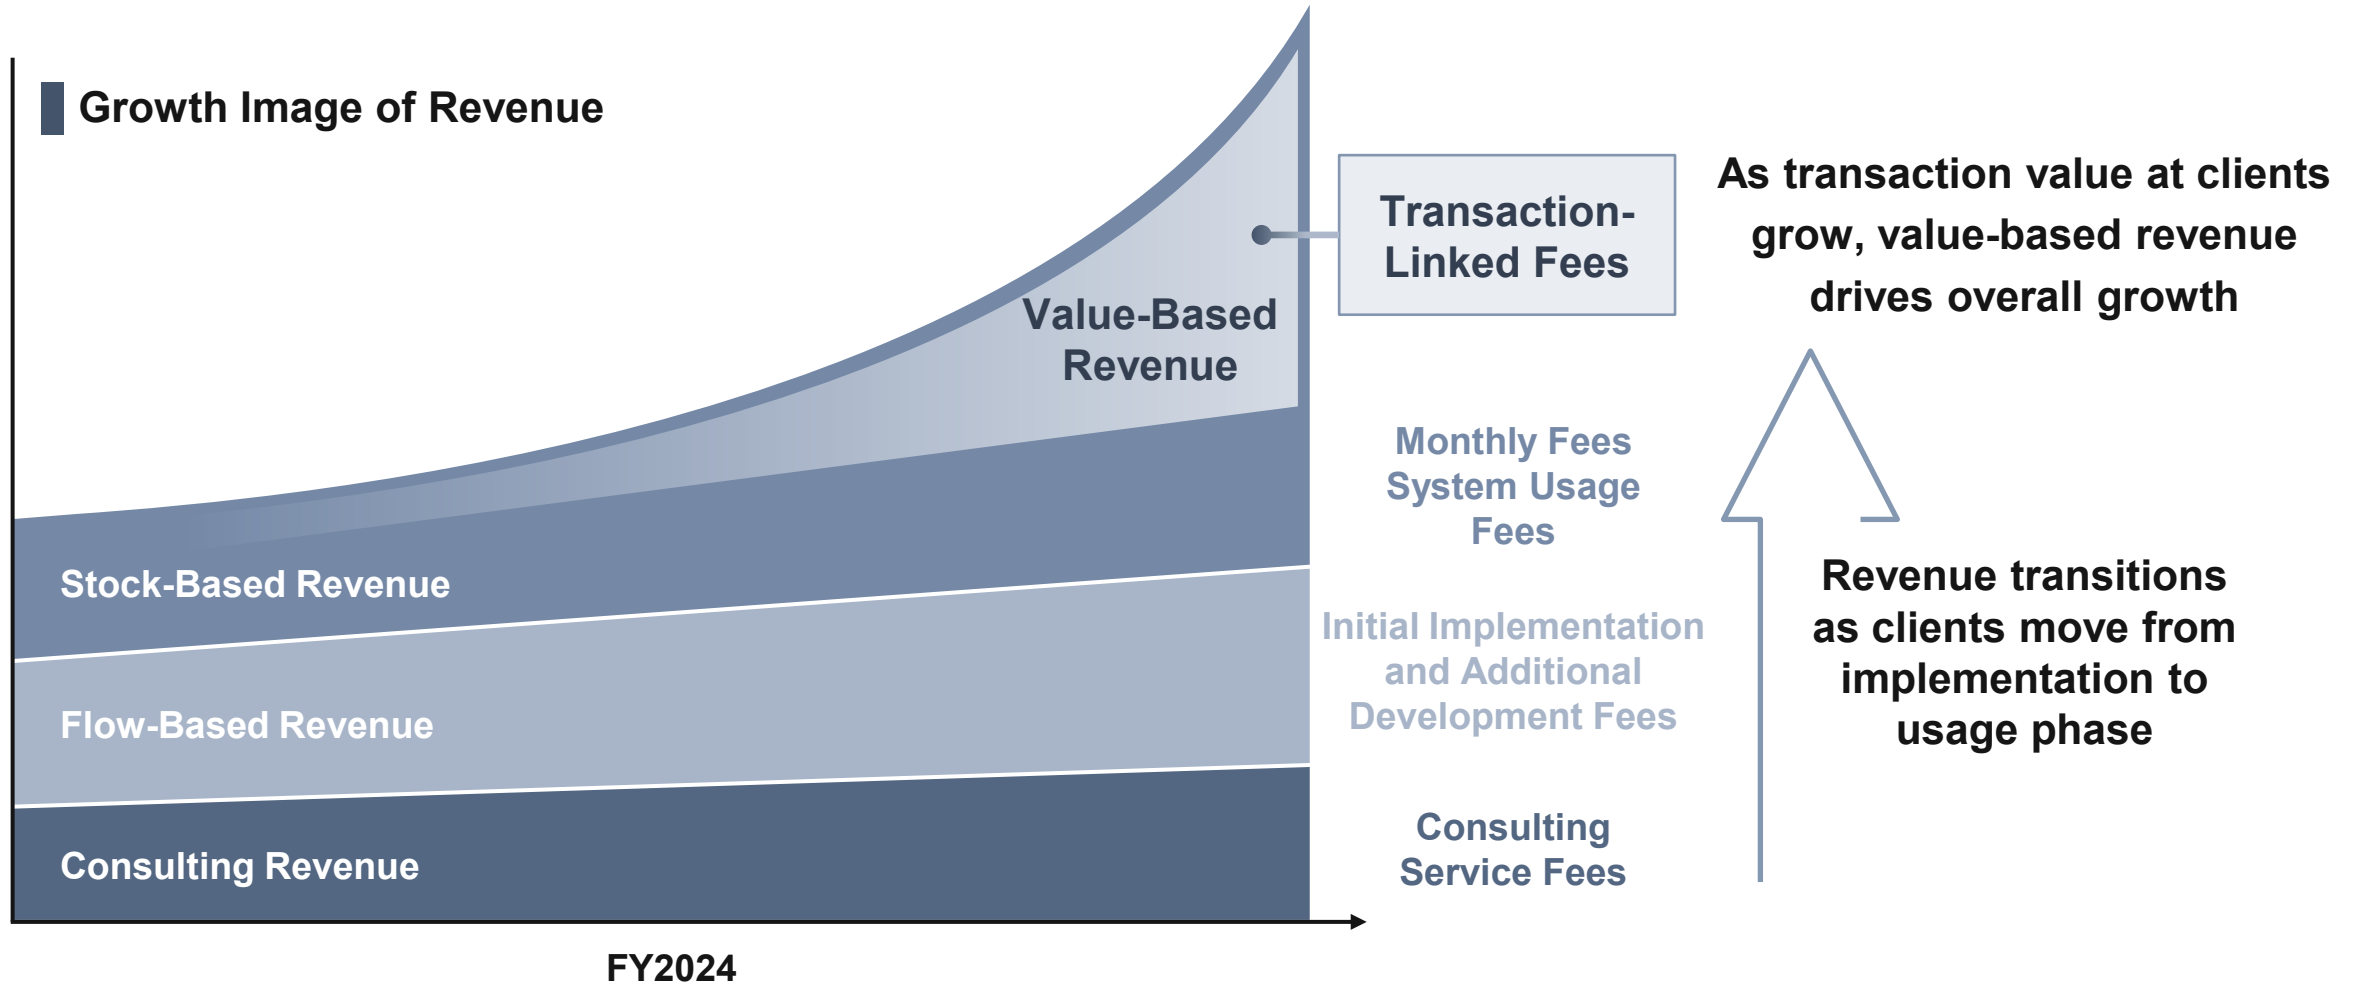 Growth Image of Revenue
Value-Based
Revenue
Stock-Based Revenue
Flow-Based Revenue
Consulting Revenue
FY2024
Transaction-
Linked Fees
Monthly Fees
System Usage
Fees
Initial Implementation
and Additional
Development Fees
Consulting
Service Fees
As transaction value at clients
grow, value-based revenue
drives overall growth
Revenue transitions
as clients move from
implementation to
usage phase